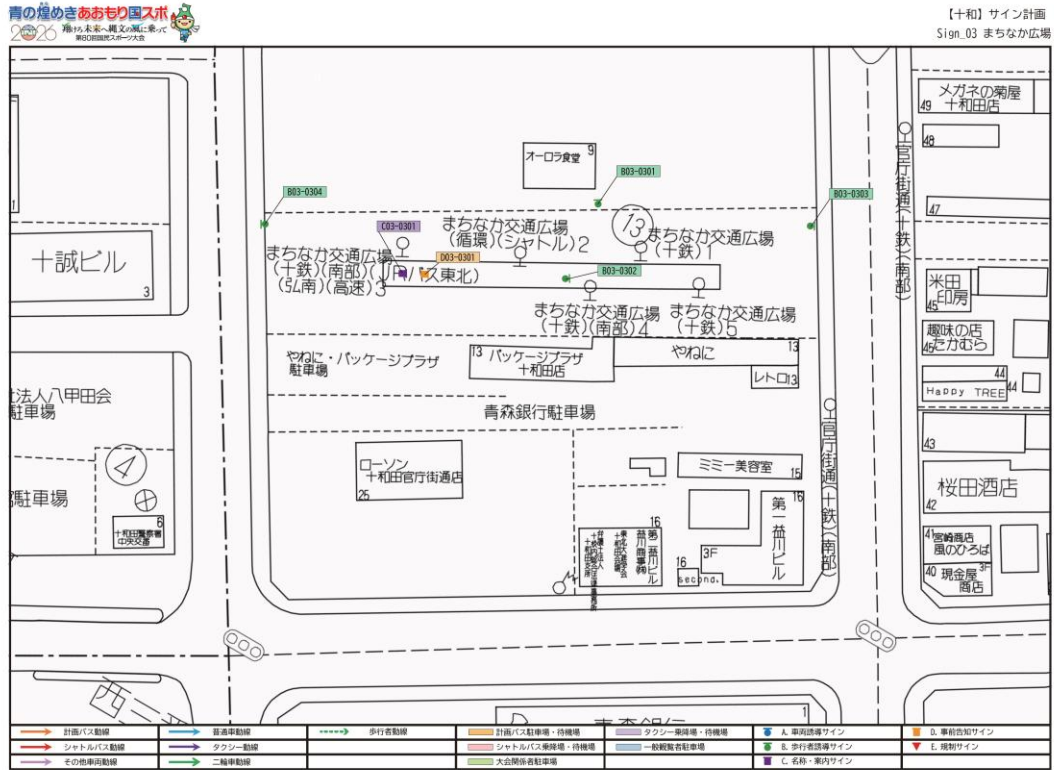 青の煌めきあおもり国スポ
2026 翔けろ未来へ縄文の風に乗って
第80回国民スポーツ大会
【十和】サイン計画
Sign_03 まちなか広場
メガネの菊屋
49 十和田店
48
47
オーロラ食堂 9
B03-0301
B03-0304
B03-0303
C03-0301
D03-0301
B03-0302
13
まちなか交通広場
(循環)(シャトル)2
まちなか交通広場
(十鉄)1
まちなか交通広場
(十鉄)(南部)(JRバス東北)
(弘南)(高速)3
まちなか交通広場
(十鉄)(南部)4
まちなか交通広場
(十鉄)5
官庁街通(十鉄)(南部)
十誠ビル
3
1
米田
印房
45
趣味の店
たかむら
45
44
Happy TREE
44
やねに・パッケージプラザ
駐車場
13 パッケージプラザ
十和田店
やねに 13
レトロ13
青森銀行駐車場
法人八甲田会
駐車場
4
駐車場
6
十和田警察署
中央交番
ローソン
十和田官庁街通店
25
ミミー美容室
15
官庁街通(十鉄)(南部)
16
第一益川ビル
16
第二益川ビル
益川商事㈱
16
3F
second.
43
桜田酒店
42
41 宮崎商店
風のひろば
40 現金屋
商店
3F
青森銀行
1
計画バス動線
普通車動線
歩行者動線
計画バス駐車場・待機場
タクシー乗降場・待機場
A. 車両誘導サイン
D. 事前告知サイン
シャトルバス動線
タクシー動線
シャトルバス乗降場・待機場
一般観覧者駐車場
B. 歩行者誘導サイン
E. 規制サイン
その他車両動線
二輪車動線
大会関係者駐車場
C. 名称・案内サイン